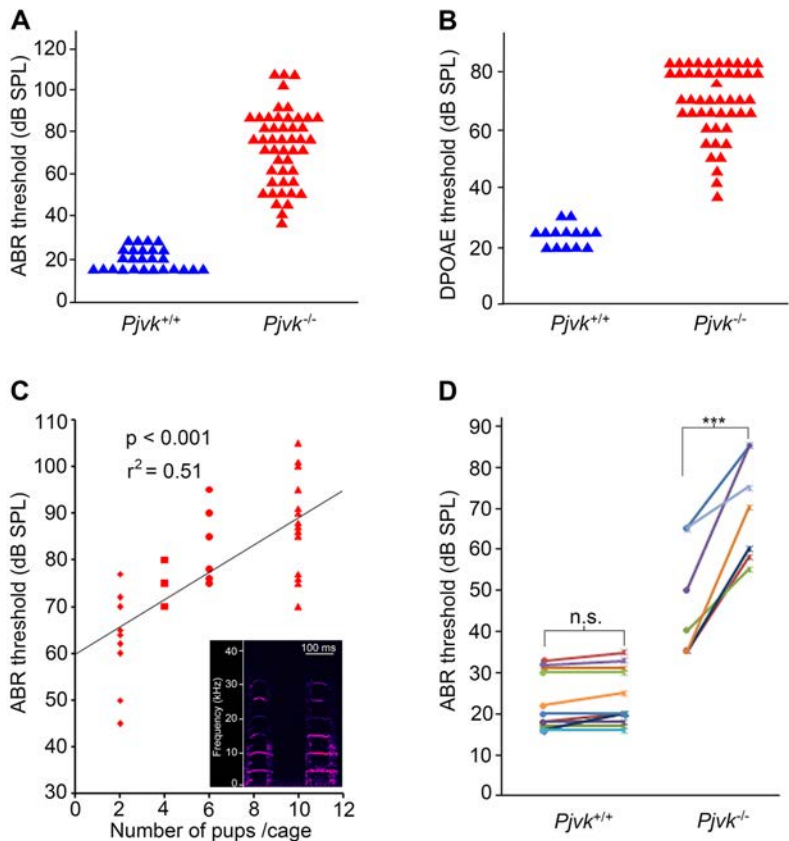 A
ABR threshold (dB SPL)
120
100
80
60
40
20
0
Pjvk+/+
Pjvk-/-
B
DPOAE threshold (dB SPL)
80
60
40
20
0
Pjvk+/+
Pjvk-/-
C
ABR threshold (dB SPL)
110
100
90
80
70
60
50
40
30
p < 0.001
r² = 0.51
0
2
4
6
8
10
12
Number of pups /cage
Frequency (kHz)
40
30
20
10
0
100 ms
D
ABR threshold (dB SPL)
90
80
70
60
50
40
30
20
10
0
n.s.
***
Pjvk+/+
Pjvk-/-